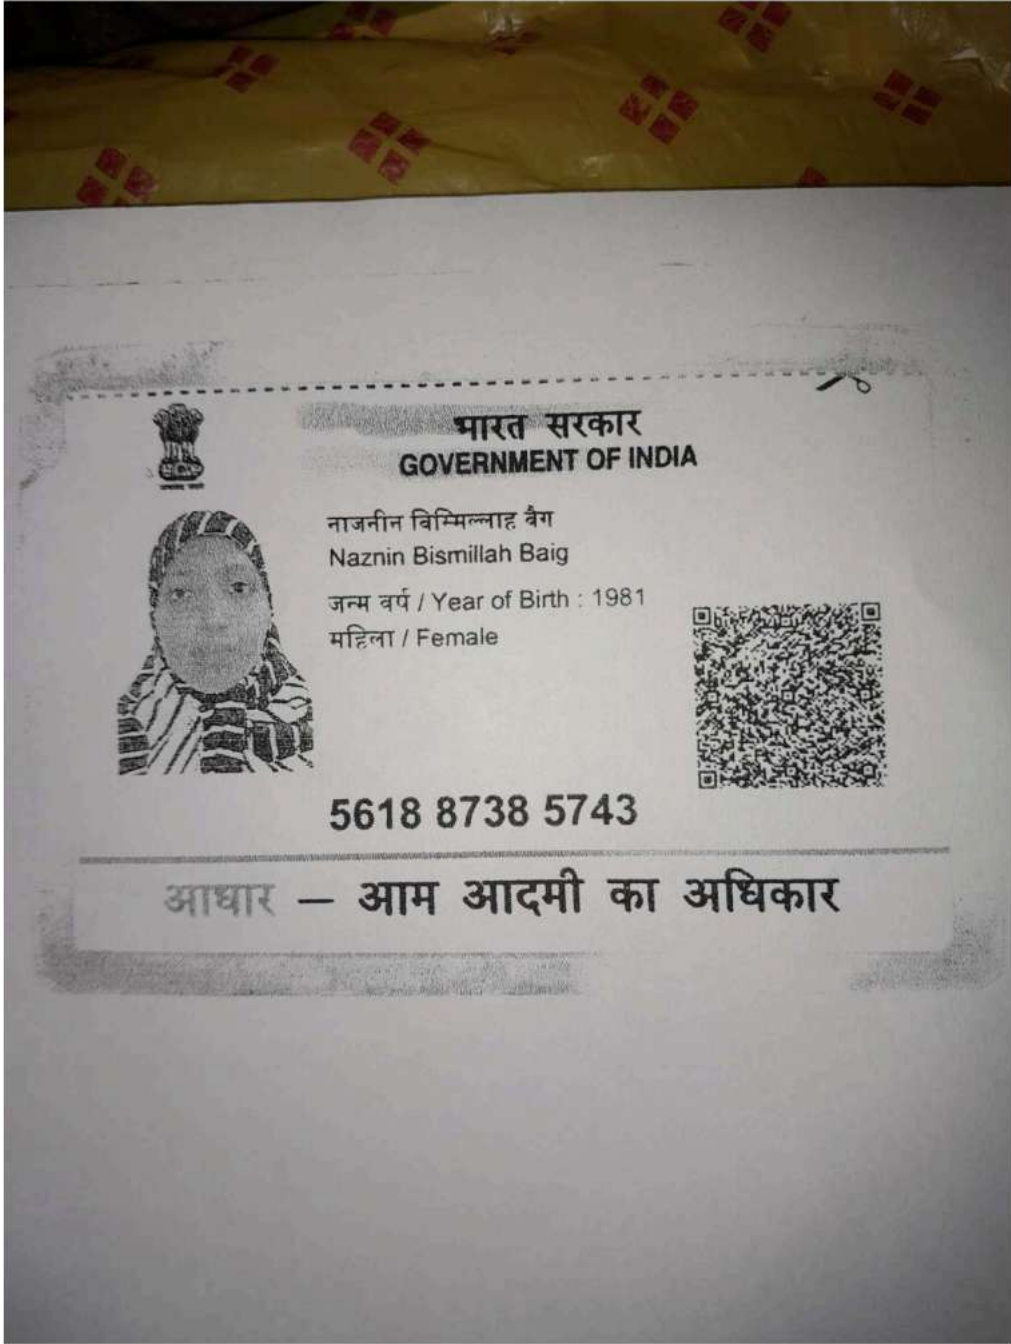 भारत सरकार
GOVERNMENT OF INDIA
नाजनीन बिस्मिल्लाह बैग
Naznin Bismillah Baig
जन्म वर्ष / Year of Birth : 1981
महिला / Female
5618 8738 5743
आधार — आम आदमी का अधिकार